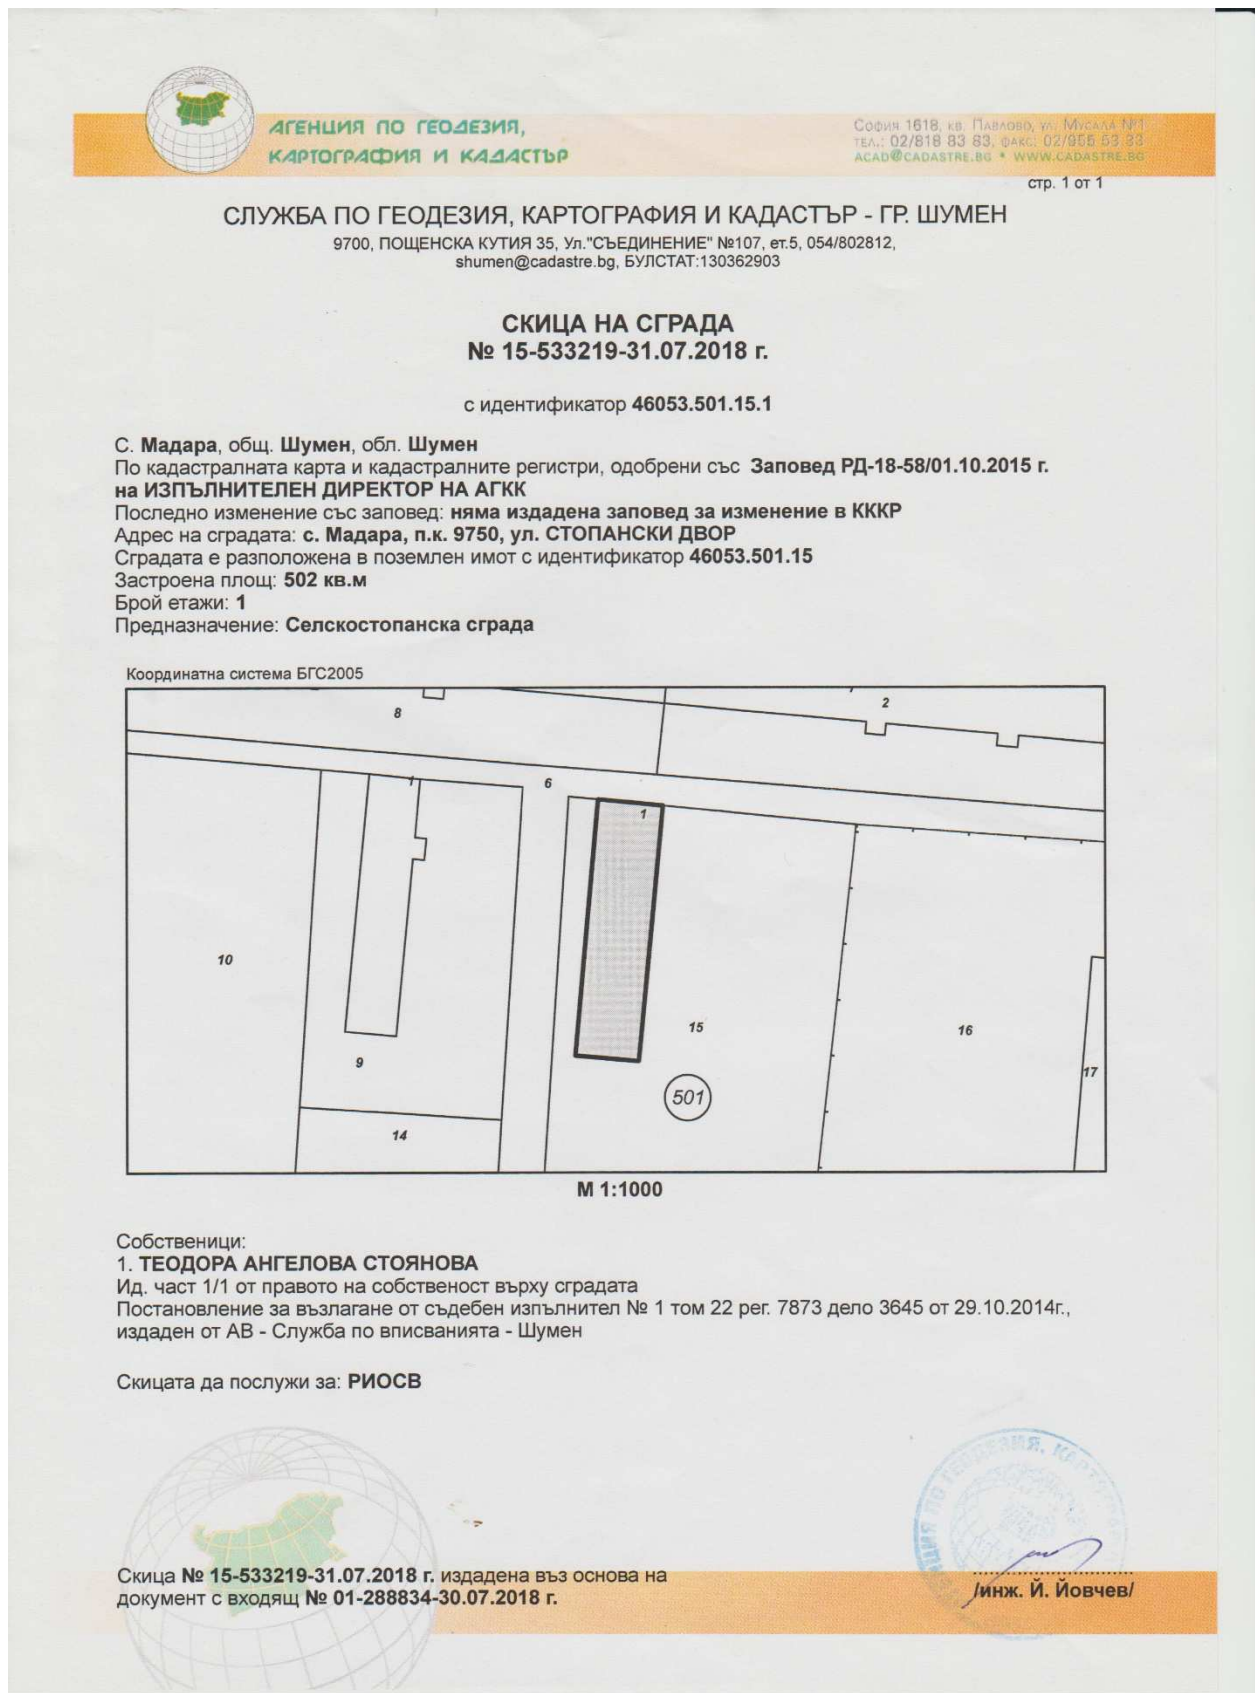 АГЕНЦИЯ ПО ГЕОДЕЗИЯ,
КАРТОГРАФИЯ И КАДАСТЪР
София 1618, кв. Павлово, ул. Мусала №1
тел.: 02/818 83 83, факс: 02/955 53 33
ACAD@CADASTRE.BG • WWW.CADASTRE.BG
стр. 1 от 1
СЛУЖБА ПО ГЕОДЕЗИЯ, КАРТОГРАФИЯ И КАДАСТЪР - ГР. ШУМЕН
9700, ПОЩЕНСКА КУТИЯ 35, Ул."СЪЕДИНЕНИЕ" №107, ет.5, 054/802812,
shumen@cadastre.bg, БУЛСТАТ:130362903
СКИЦА НА СГРАДА
№ 15-533219-31.07.2018 г.
с идентификатор 46053.501.15.1
С. Мадара, общ. Шумен, обл. Шумен
По кадастралната карта и кадастралните регистри, одобрени със Заповед РД-18-58/01.10.2015 г.
на ИЗПЪЛНИТЕЛЕН ДИРЕКТОР НА АГКК
Последно изменение със заповед: няма издадена заповед за изменение в КККР
Адрес на сградата: с. Мадара, п.к. 9750, ул. СТОПАНСКИ ДВОР
Сградата е разположена в поземлен имот с идентификатор 46053.501.15
Застроена площ: 502 кв.м
Брой етажи: 1
Предназначение: Селскостопанска сграда
Координатна система БГС2005
2
8
1
6
1
10
15
16
9
17
501
14
М 1:1000
Собственици:
1. ТЕОДОРА АНГЕЛОВА СТОЯНОВА
Ид. част 1/1 от правото на собственост върху сградата
Постановление за възлагане от съдебен изпълнител № 1 том 22 рег. 7873 дело 3645 от 29.10.2014г.,
издаден от АВ - Служба по вписванията - Шумен
Скицата да послужи за: РИОСВ
Скица № 15-533219-31.07.2018 г. издадена въз основа на
документ с входящ № 01-288834-30.07.2018 г.
/инж. Й. Йовчев/